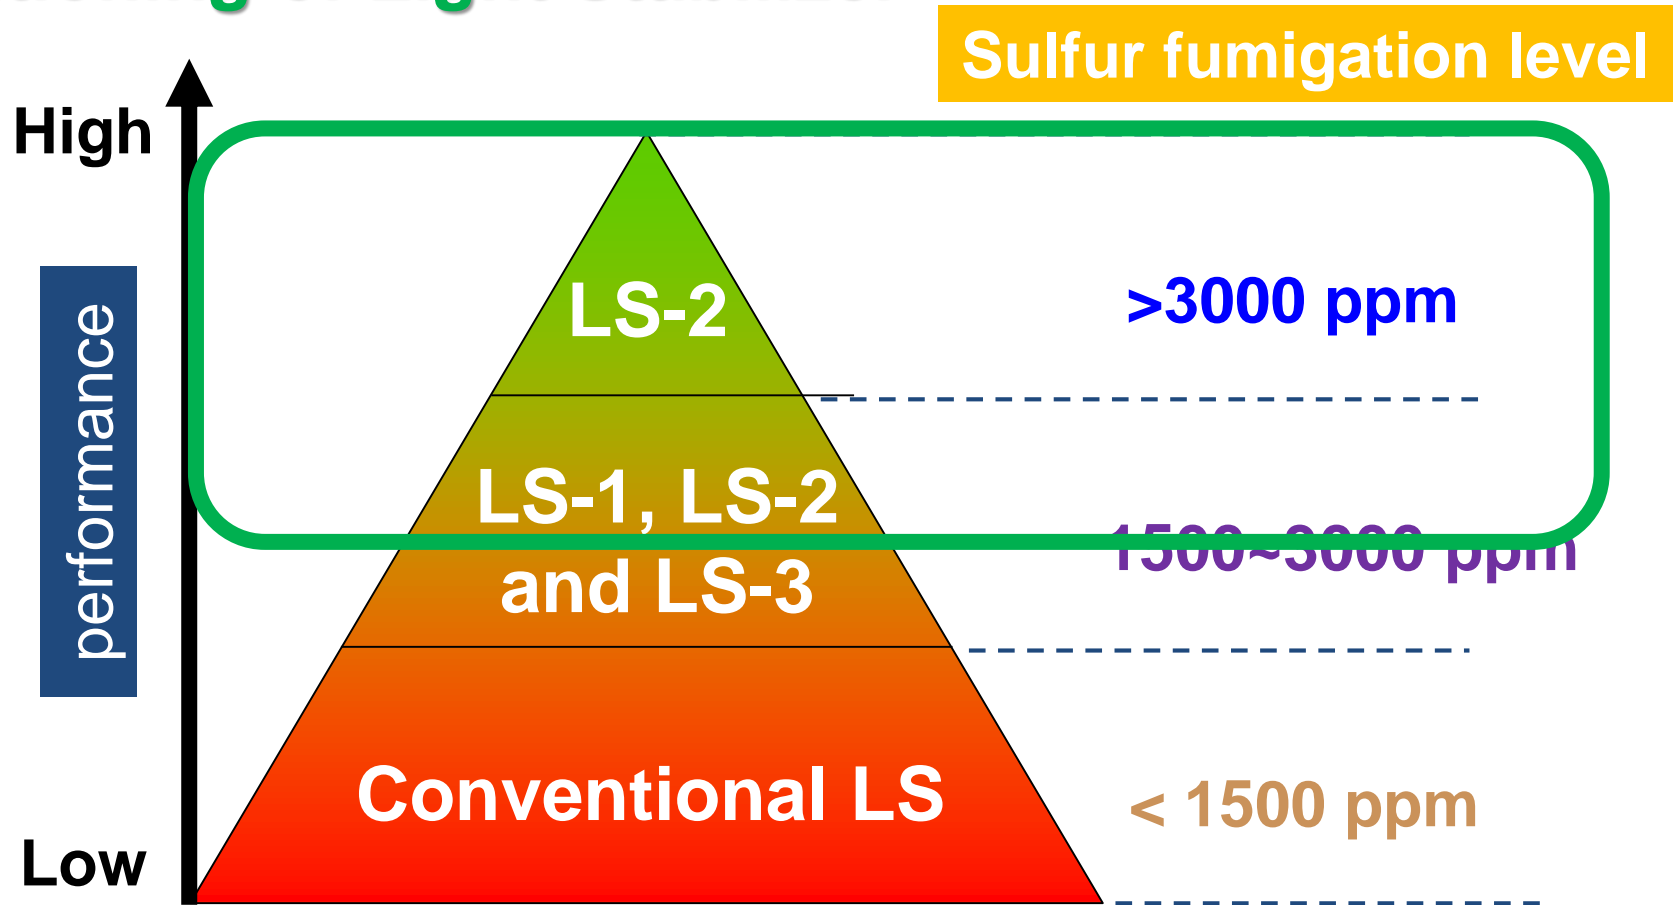 Sulfur fumigation level
High
LS-2
>3000 ppm
performance
LS-1, LS-2
and LS-3
1500~3000 ppm
Conventional LS
< 1500 ppm
Low